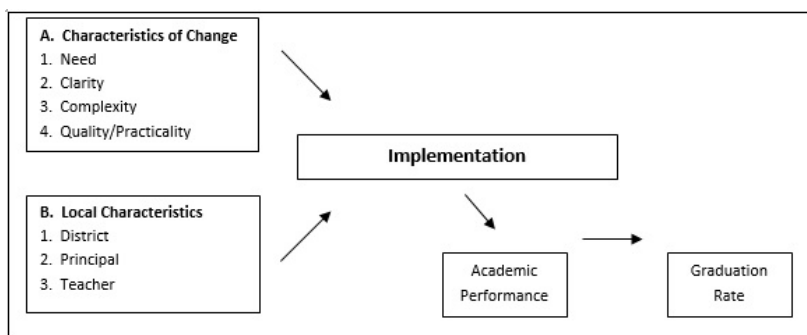 A. Characteristics of Change
1. Need
2. Clarity
3. Complexity
4. Quality/Practicality
Implementation
B. Local Characteristics
1. District
2. Principal
3. Teacher
Academic
Performance
Graduation
Rate